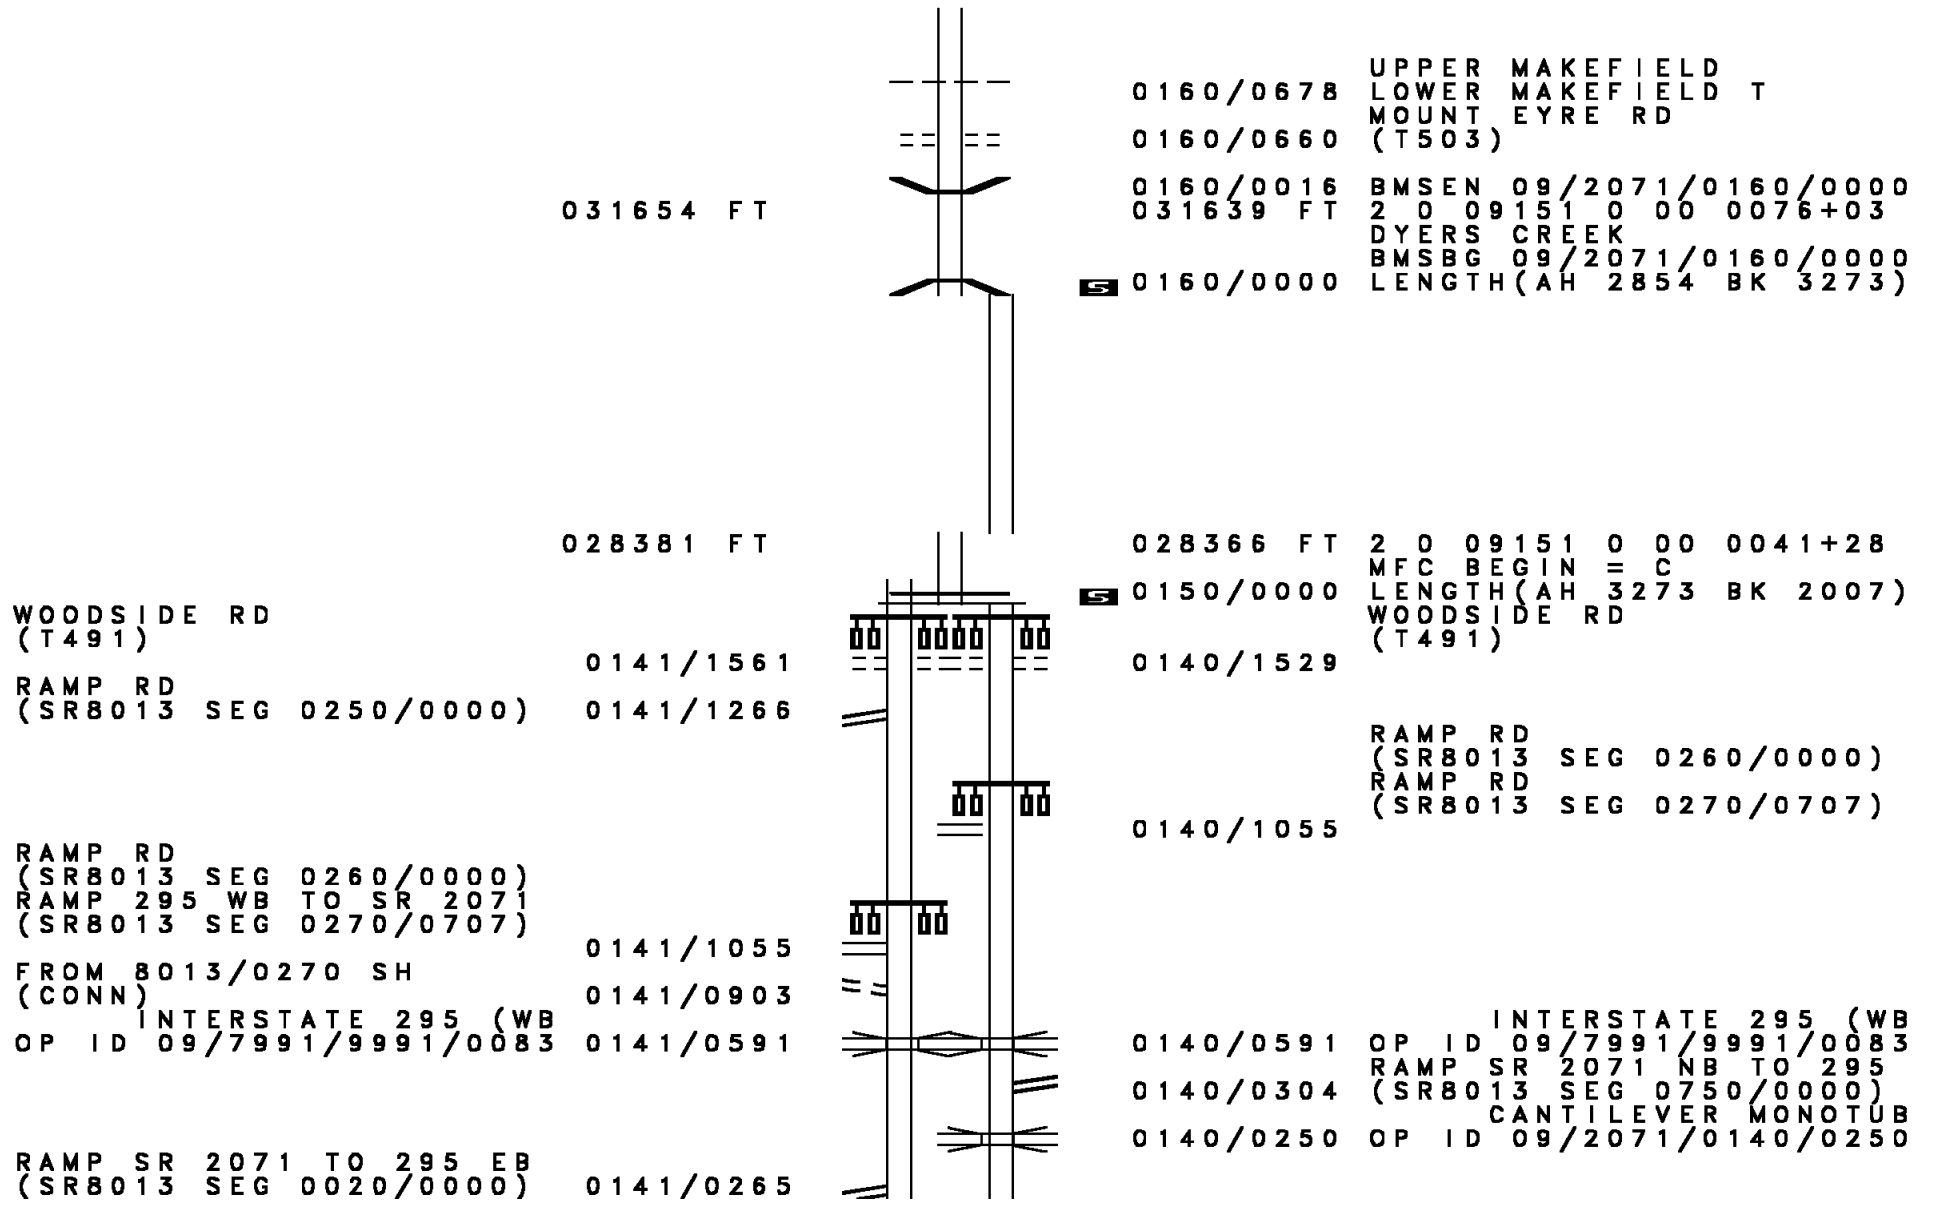 UPPER MAKEFIELD
0160/0678 LOWER MAKEFIELD T
MOUNT EYRE RD
0160/0660 (T503)
0160/0016 BMSEN 09/2071/0160/0000
031654 FT 031639 FT 2 0 09151 0 00 0076+03
DYERS CREEK
BMSBG 09/2071/0160/0000
S 0160/0000 LENGTH(AH 2854 BK 3273)
028381 FT 028366 FT 2 0 09151 0 00 0041+28
MFC BEGIN = C
S 0150/0000 LENGTH(AH 3273 BK 2007)
WOODSIDE RD WOODSIDE RD
(T491) (T491)
0141/1561 0140/1529
RAMP RD
(SR8013 SEG 0250/0000) 0141/1266
RAMP RD
(SR8013 SEG 0260/0000)
RAMP RD
(SR8013 SEG 0270/0707)
0140/1055
RAMP RD
(SR8013 SEG 0260/0000)
RAMP 295 WB TO SR 2071
(SR8013 SEG 0270/0707)
0141/1055
FROM 8013/0270 SH
(CONN) 0141/0903
INTERSTATE 295 (WB INTERSTATE 295 (WB
OP ID 09/7991/9991/0083 0141/0591 0140/0591 OP ID 09/7991/9991/0083
RAMP SR 2071 NB TO 295
0140/0304 (SR8013 SEG 0750/0000)
CANTILEVER MONOTUB
0140/0250 OP ID 09/2071/0140/0250
RAMP SR 2071 TO 295 EB
(SR8013 SEG 0020/0000) 0141/0265